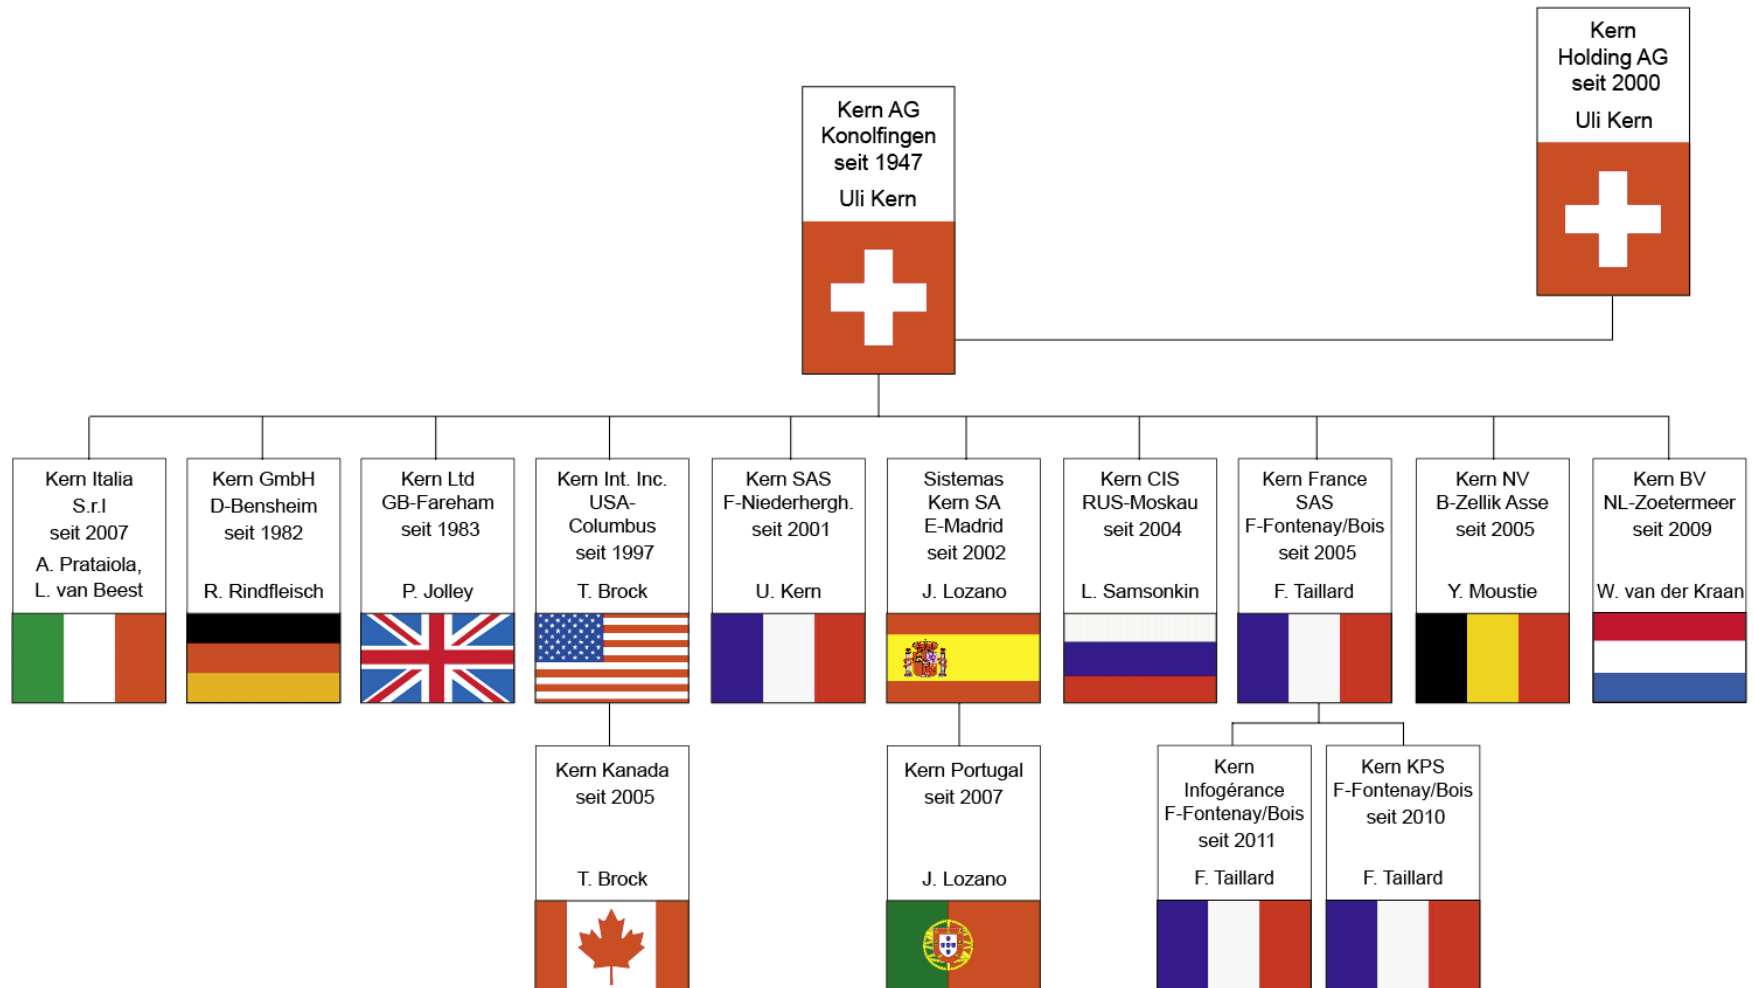 Kern
Holding AG
seit 2000
Uli Kern
Kern AG
Konolfingen
seit 1947
Uli Kern
Kern Italia
S.r.l
seit 2007
A. Prataiola,
L. van Beest
Kern GmbH
D-Bensheim
seit 1982
R. Rindfleisch
Kern Ltd
GB-Fareham
seit 1983
P. Jolley
Kern Int. Inc.
USA-
Columbus
seit 1997
T. Brock
Kern SAS
F-Niederhergh.
seit 2001
U. Kern
Sistemas
Kern SA
E-Madrid
seit 2002
J. Lozano
Kern CIS
RUS-Moskau
seit 2004
L. Samsonkin
Kern France
SAS
F-Fontenay/Bois
seit 2005
F. Taillard
Kern NV
B-Zellik Asse
seit 2005
Y. Moustie
Kern BV
NL-Zoetermeer
seit 2009
W. van der Kraan
Kern Kanada
seit 2005
T. Brock
Kern Portugal
seit 2007
J. Lozano
Kern
Infogérance
F-Fontenay/Bois
seit 2011
F. Taillard
Kern KPS
F-Fontenay/Bois
seit 2010
F. Taillard